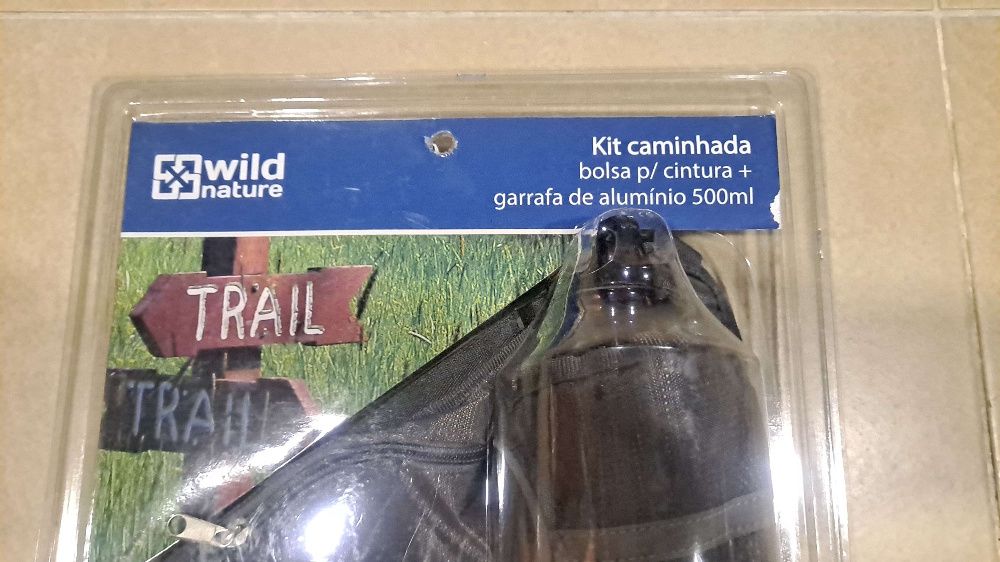 wild
nature
Kit caminhada
bolsa p/ cintura +
garrafa de alumínio 500ml
TRAIL
TRAIL